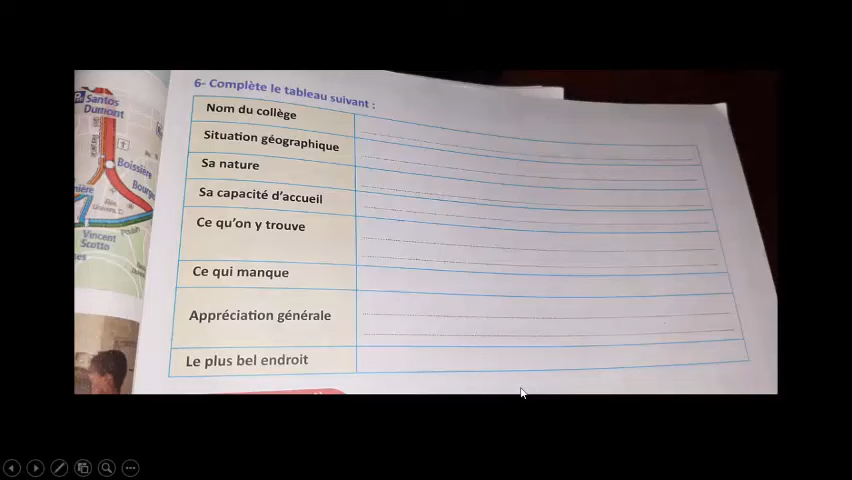 Santos
Dumont
Boissière
Vincent
Scotto
6- Complète le tableau suivant :
Nom du collège
Situation géographique
Sa nature
Sa capacité d'accueil
Ce qu'on y trouve
Ce qui manque
Appréciation générale
Le plus bel endroit